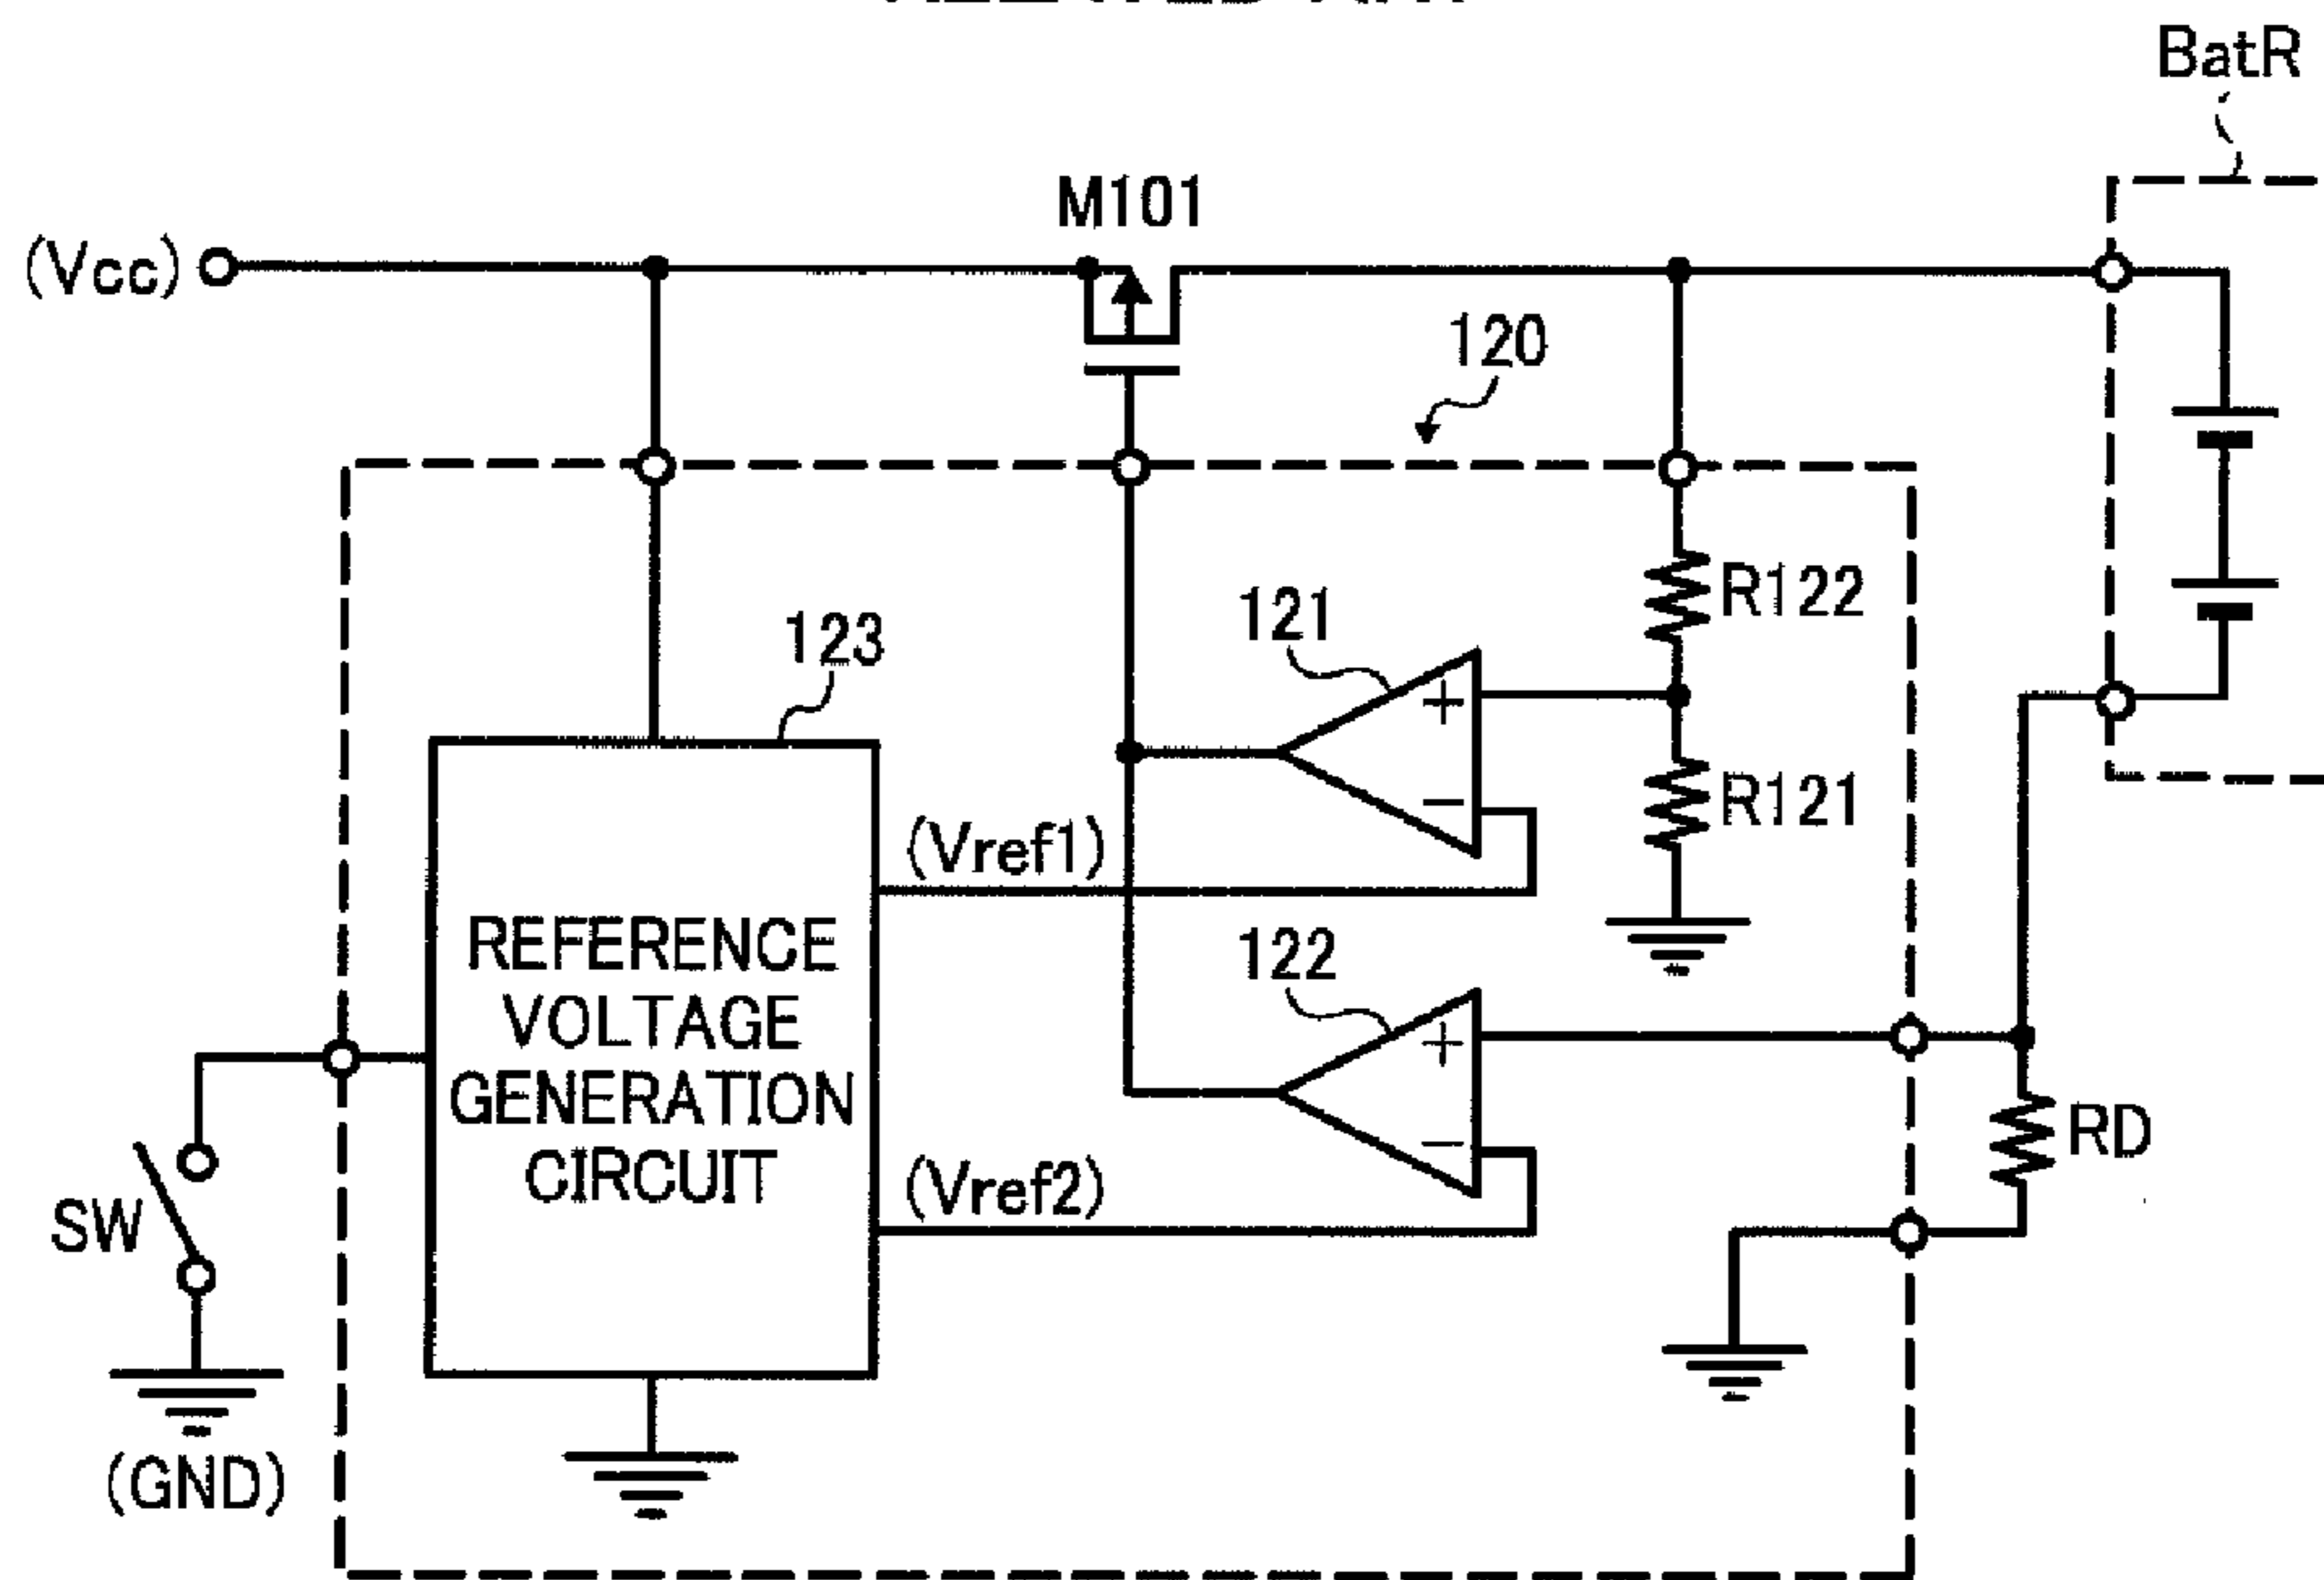 BatR
M101
(Vcc)
120
R122
121
123
R121
(Vref1)
REFERENCE
VOLTAGE
GENERATION
CIRCUIT
122
RD
(Vref2)
SW
(GND)
+
−
+
−